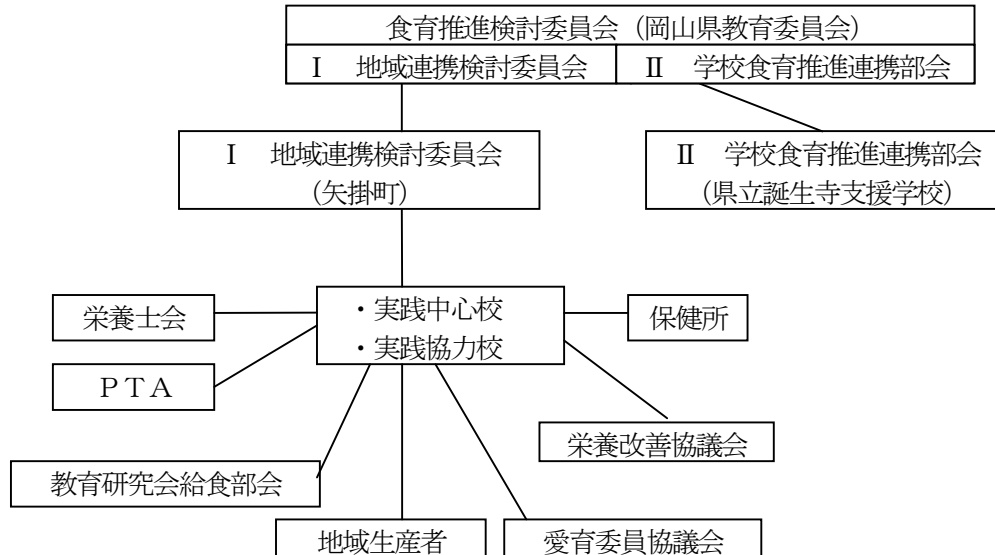 食育推進検討委員会(岡山県教育委員会)
Ⅰ 地域連携検討委員会
Ⅱ 学校食育推進連携部会
Ⅰ 地域連携検討委員会
(矢掛町)
Ⅱ 学校食育推進連携部会
(県立誕生寺支援学校)
・実践中心校
・実践協力校
栄養士会
保健所
PTA
栄養改善協議会
教育研究会給食部会
地域生産者
愛育委員協議会